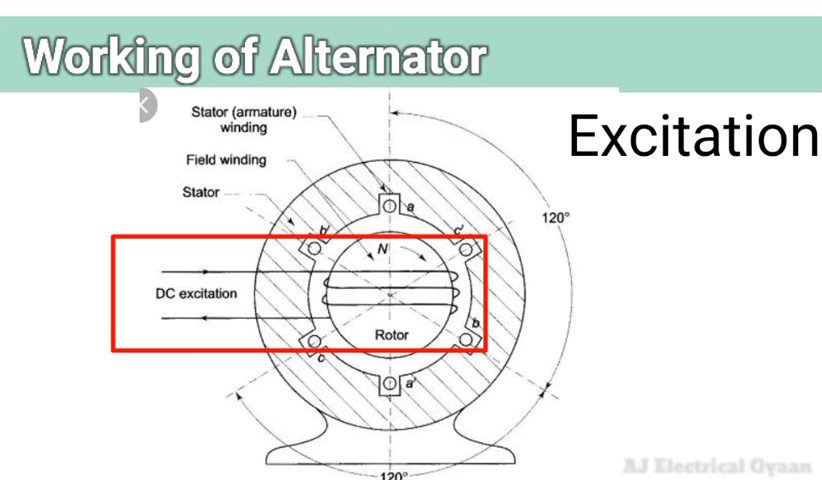 Working of Alternator
Excitation
Stator (armature)
winding
Field winding
Stator
120°
a
b'
c'
N
DC excitation
Rotor
b
c
a'
120°
AJ Electrical Gyaan